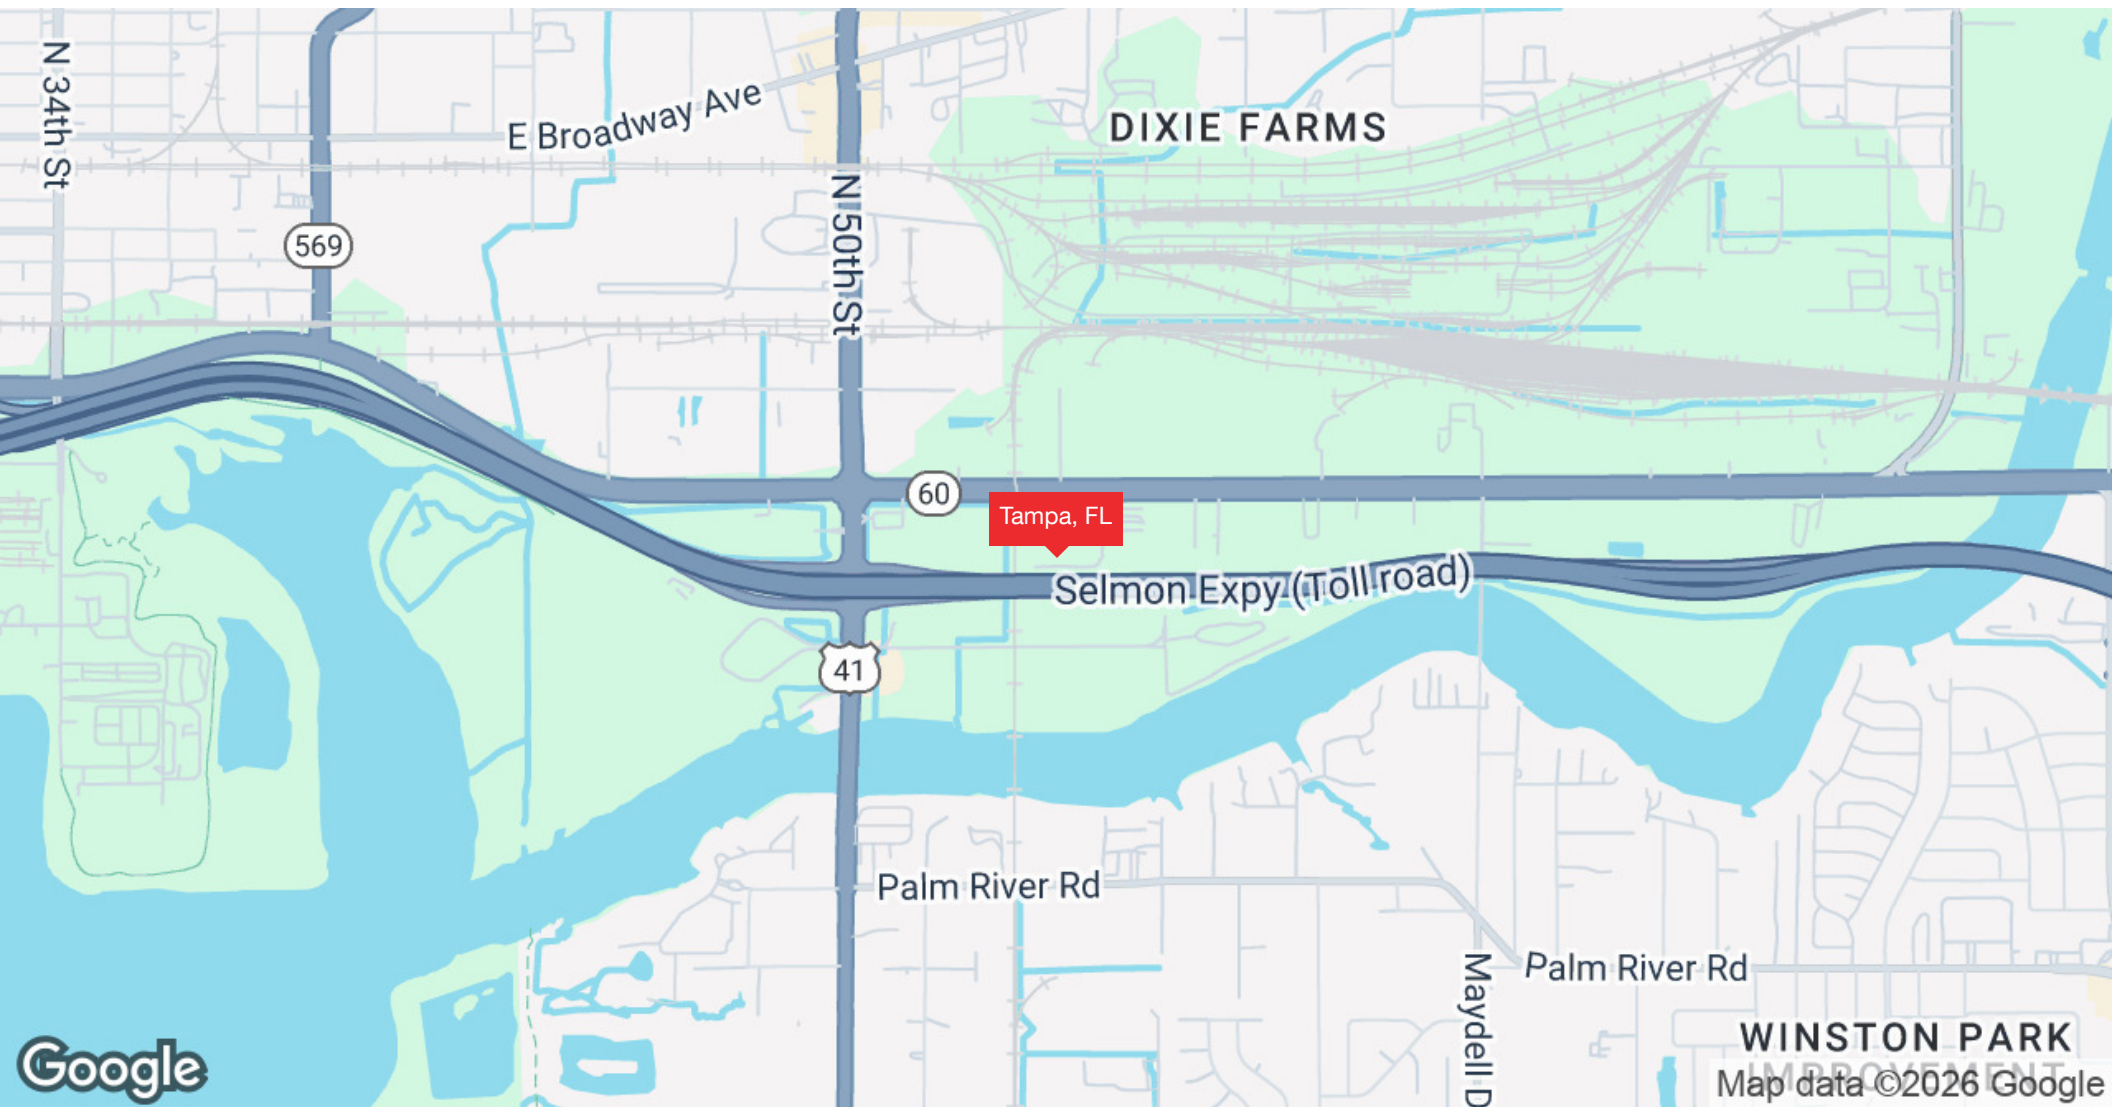 N 34th St
E Broadway Ave
DIXIE FARMS
569
N 50th St
60
Tampa, FL
Selmon Expy (Toll road)
41
Palm River Rd
Palm River Rd
Maydell D
WINSTON PARK
IMPROVEMENT
Google
Map data ©2026 Google